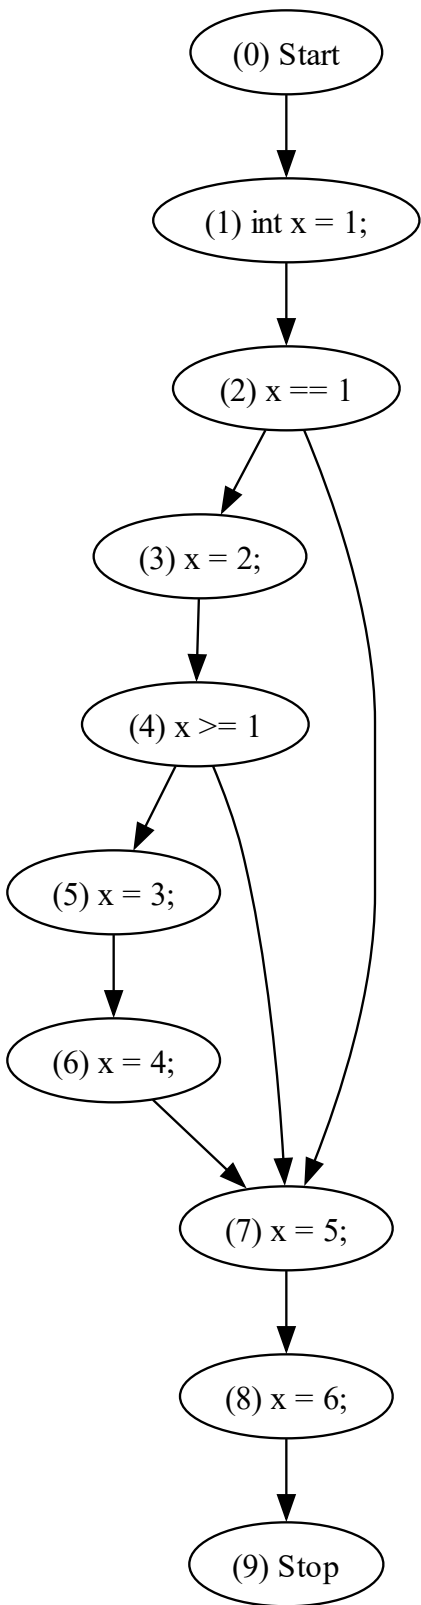 (0) Start
(1) int x = 1;
(2) x == 1
(3) x = 2;
(4) x >= 1
(5) x = 3;
(6) x = 4;
(7) x = 5;
(8) x = 6;
(9) Stop